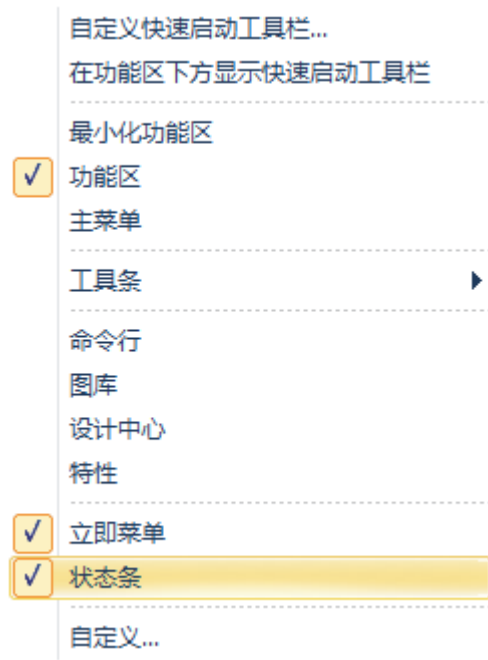 自定义快速启动工具栏...
在功能区下方显示快速启动工具栏
最小化功能区
功能区
主菜单
工具条
命令行
图库
设计中心
特性
立即菜单
状态条
自定义...